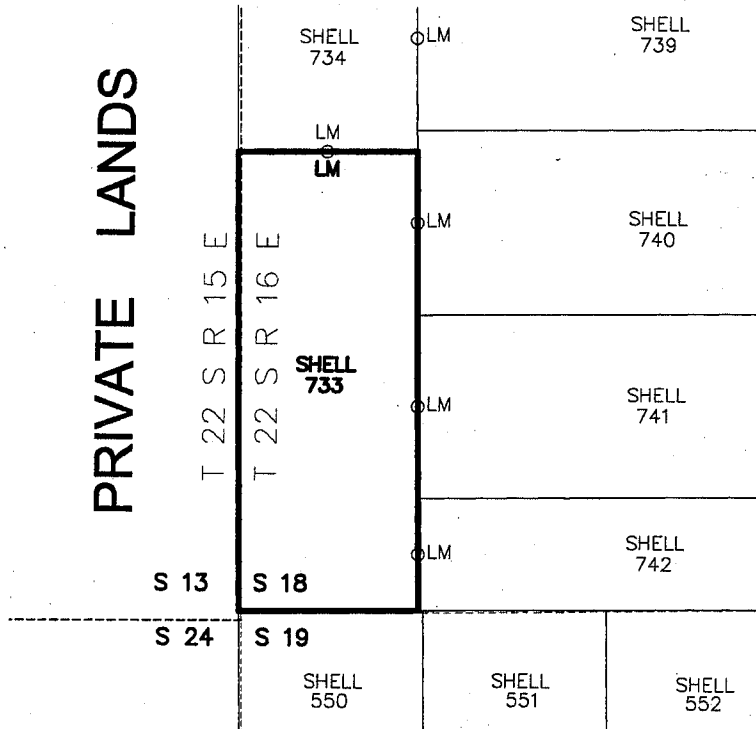 SHELL
734
LM
SHELL
739
LM
LM
PRIVATE LANDS
T 22 S R 15 E
T 22 S R 16 E
LM
SHELL
740
SHELL
733
LM
SHELL
741
LM
SHELL
742
S 13
S 18
S 24
S 19
SHELL
550
SHELL
551
SHELL
552